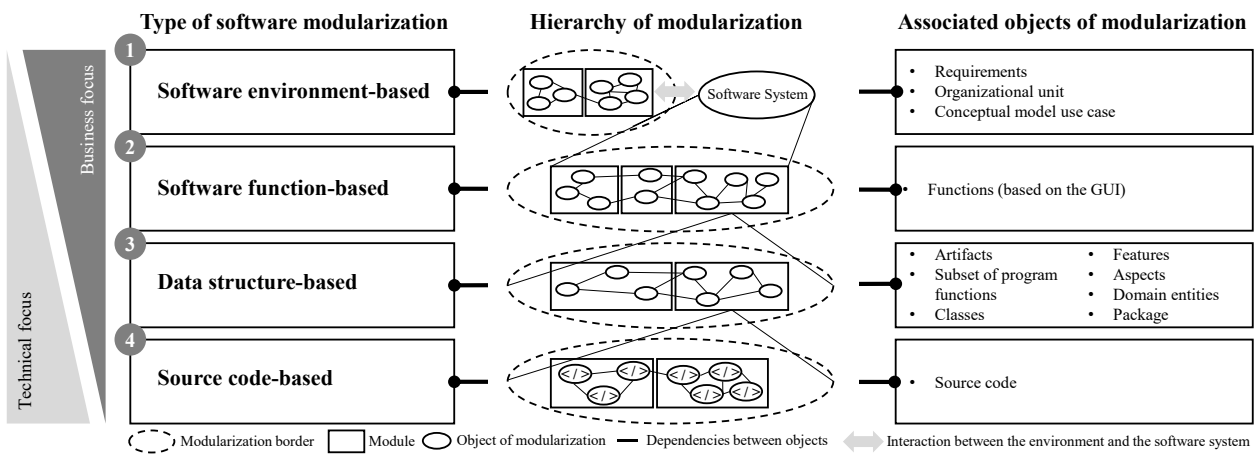 Type of software modularization
Hierarchy of modularization
Associated objects of modularization
Business focus
Technical focus
1
Software environment-based
Software System
• Requirements
• Organizational unit
• Conceptual model use case
2
Software function-based
• Functions (based on the GUI)
3
Data structure-based
• Artifacts
• Subset of program
functions
• Classes
• Features
• Aspects
• Domain entities
• Package
4
Source code-based
</>
</>
</>
</>
</>
</>
</>
• Source code
Modularization border
Module
Object of modularization
Dependencies between objects
Interaction between the environment and the software system